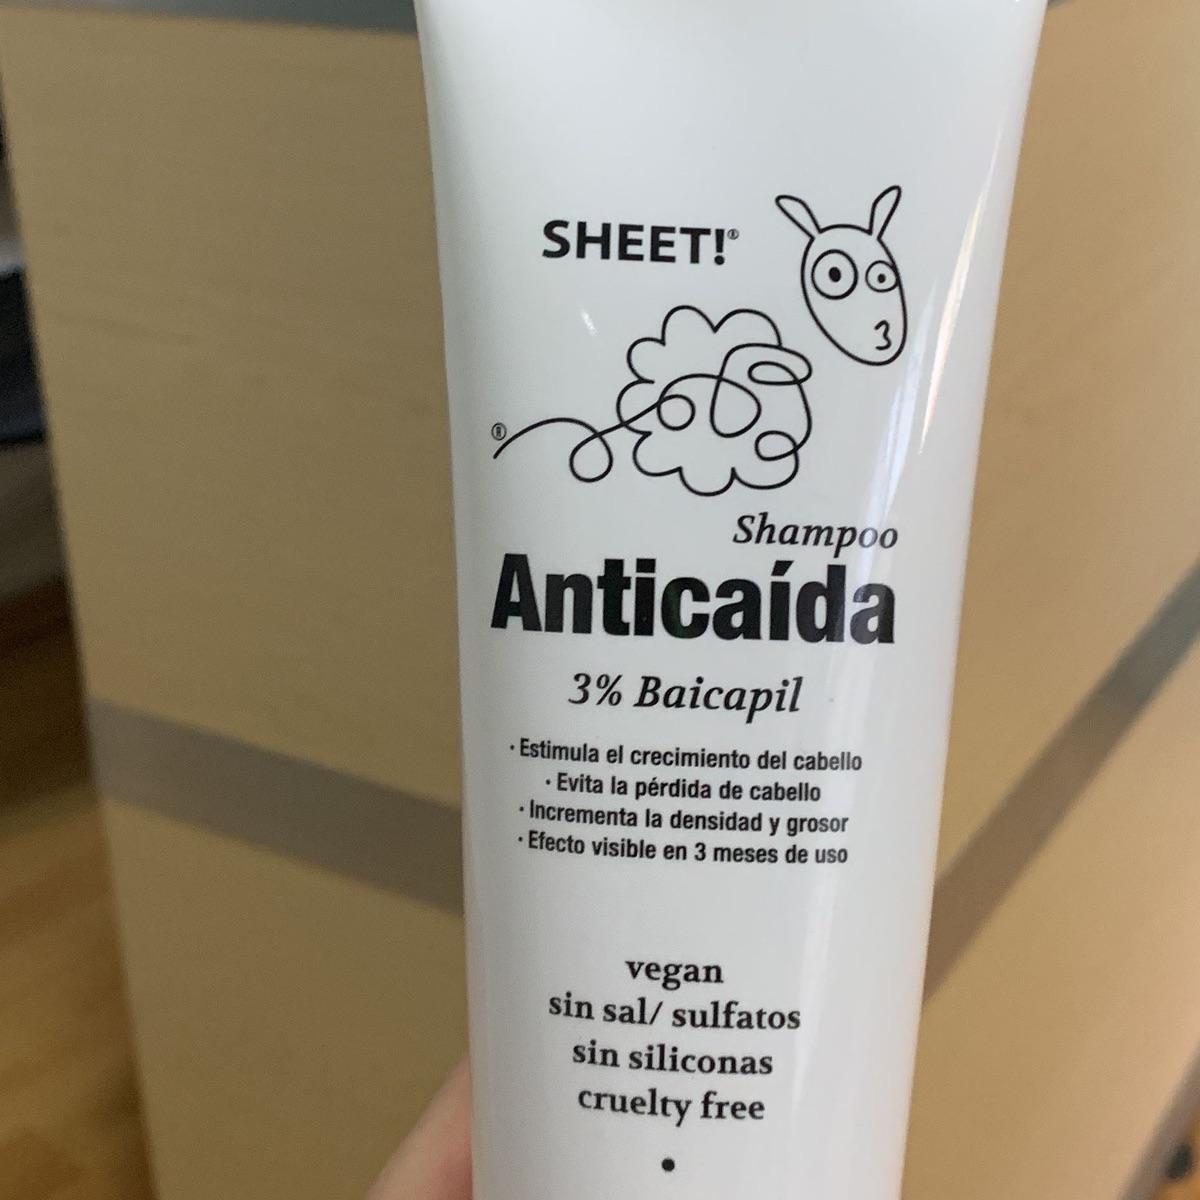 SHEET!®
®
Shampoo
Anticaída
3% Baicapil
· Estimula el crecimiento del cabello
· Evita la pérdida de cabello
· Incrementa la densidad y grosor
· Efecto visible en 3 meses de uso
vegan
sin sal/ sulfatos
sin siliconas
cruelty free
•